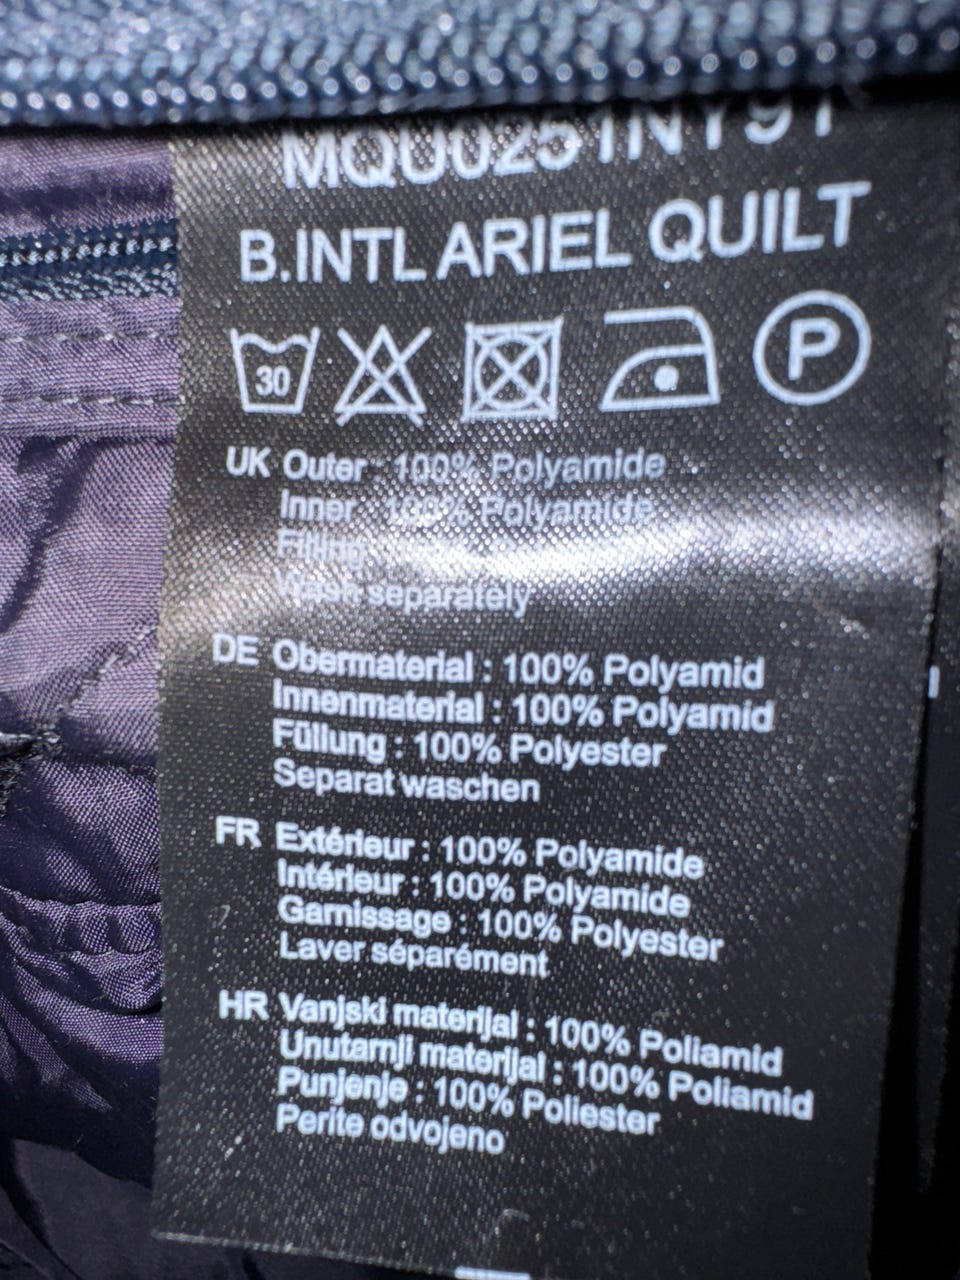 MQU0251NY91
B.INTL ARIEL QUILT
30 P
UK Outer : 100% Polyamide
Inner : 100% Polyamide
Filling
Wash separately
DE Obermaterial : 100% Polyamid
Innenmaterial : 100% Polyamid
Füllung : 100% Polyester
Separat waschen
FR Extérieur : 100% Polyamide
Intérieur : 100% Polyamide
Garnissage : 100% Polyester
Laver séparément
HR Vanjski materijal : 100% Poliamid
Unutarnji materijal : 100% Poliamid
Punjenje : 100% Poliester
Perite odvojeno